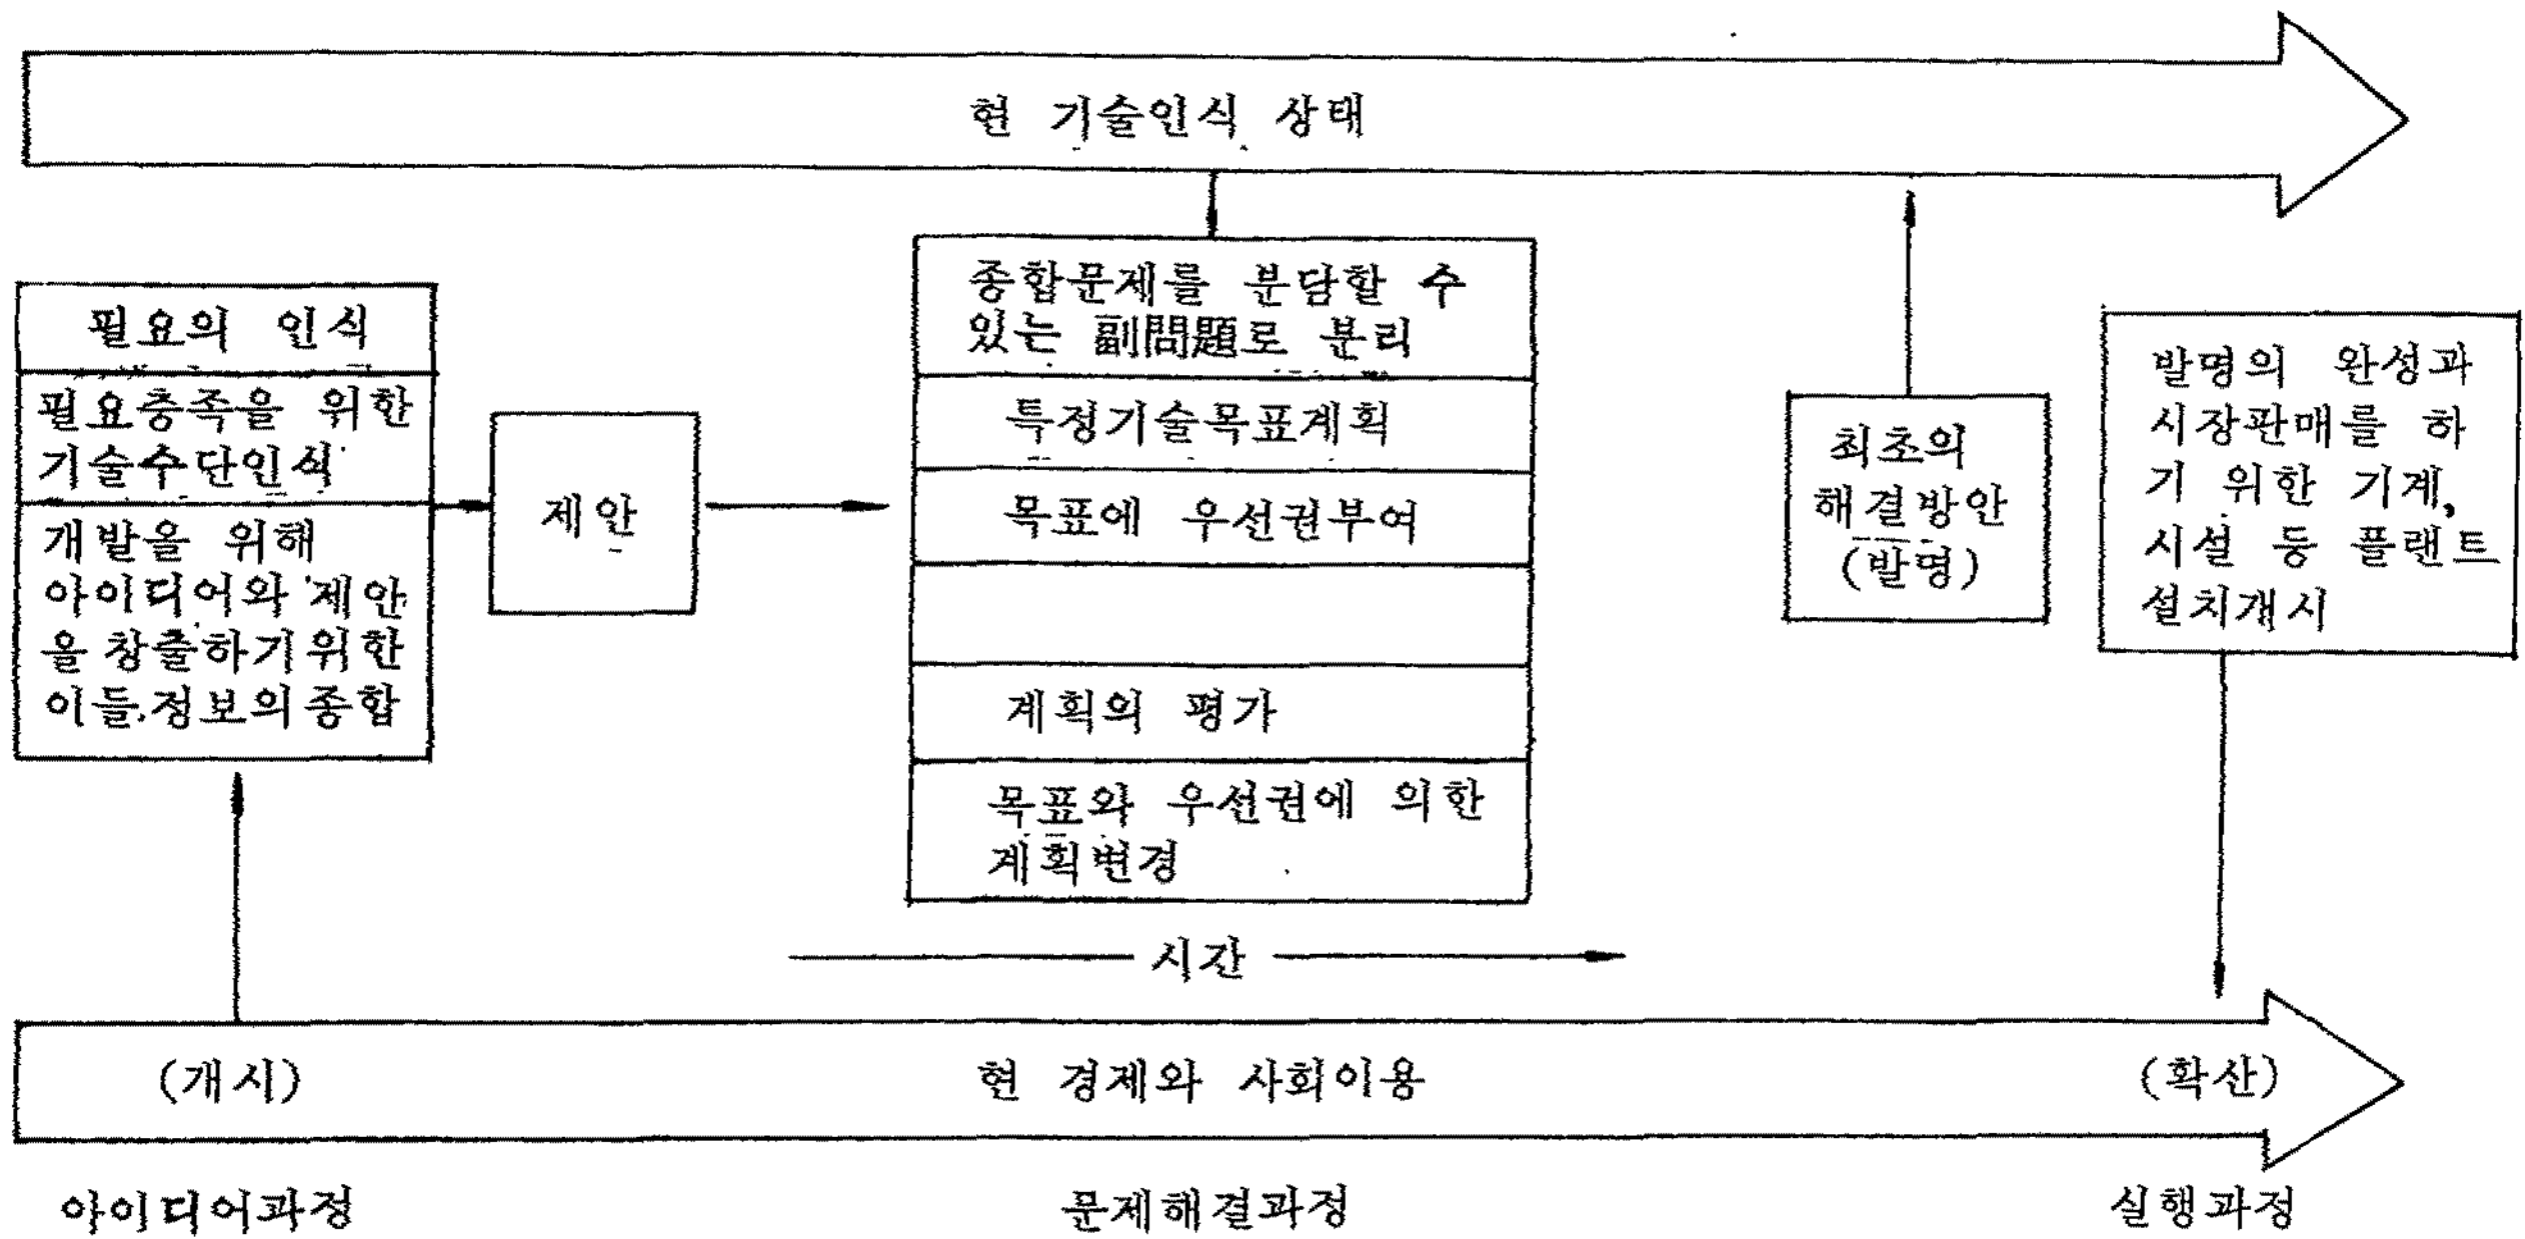 현 기술인식 상태
필요의 인식
필요충족을 위한
기술수단인식
개발을 위해
아이디어와 제안
을 창출하기위한
이들 정보의 종합
제안
종합문제를 분담할 수
있는 副問題로 분리
특정기술목표계획
목표에 우선권부여
계획의 평가
목표와 우선권에 의한
계획변경
최초의
해결방안
(발명)
발명의 완성과
시장판매를 하
기 위한 기계,
시설 등 플랜트
설치개시
시간
(개시)
현 경제와 사회이용
(확산)
아이디어과정
문제해결과정
실행과정